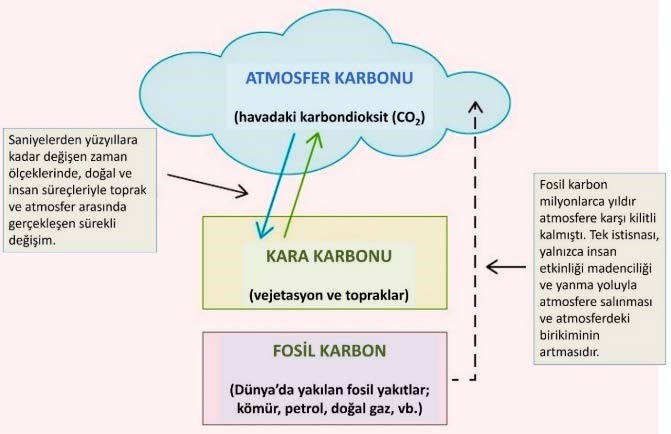 ATMOSFER KARBONU
(havadaki karbondioksit (CO₂)
Saniyelerden yüzyıllara
kadar değişen zaman
ölçeklerinde, doğal ve
insan süreçleriyle toprak
ve atmosfer arasında
gerçekleşen sürekli
değişim.
Fosil karbon
milyonlarca yıldır
atmosfere karşı kilitli
kalmıştı. Tek istisnası,
yalnızca insan
etkinliği madenciliği
ve yanma yoluyla
atmosfere salınması
ve atmosferdeki
birikiminin
artmasıdır.
KARA KARBONU
(vejetasyon ve topraklar)
FOSİL KARBON
(Dünya’da yakılan fosil yakıtlar;
kömür, petrol, doğal gaz, vb.)